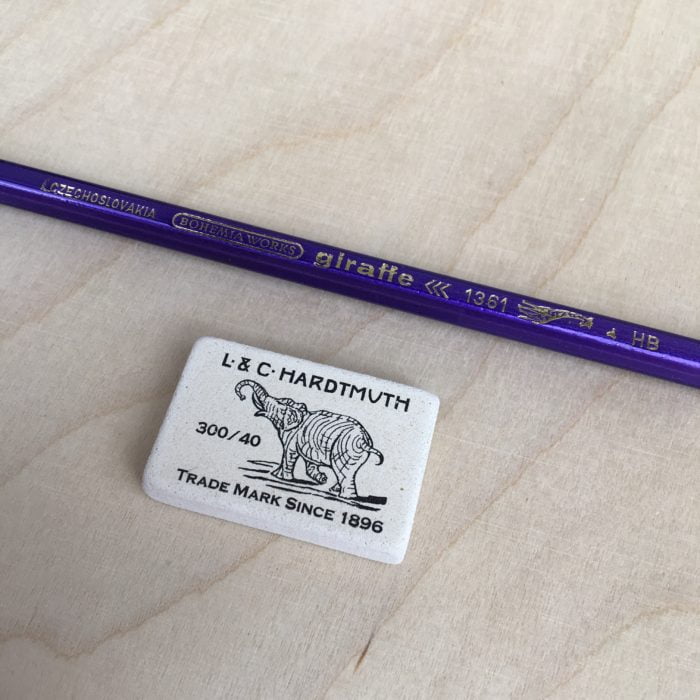 CZECHOSLOVAKIA BOHEMIA WORKS giraffe 1361 HB
L.&C. HARDTMUTH
300/40
TRADE MARK SINCE 1896